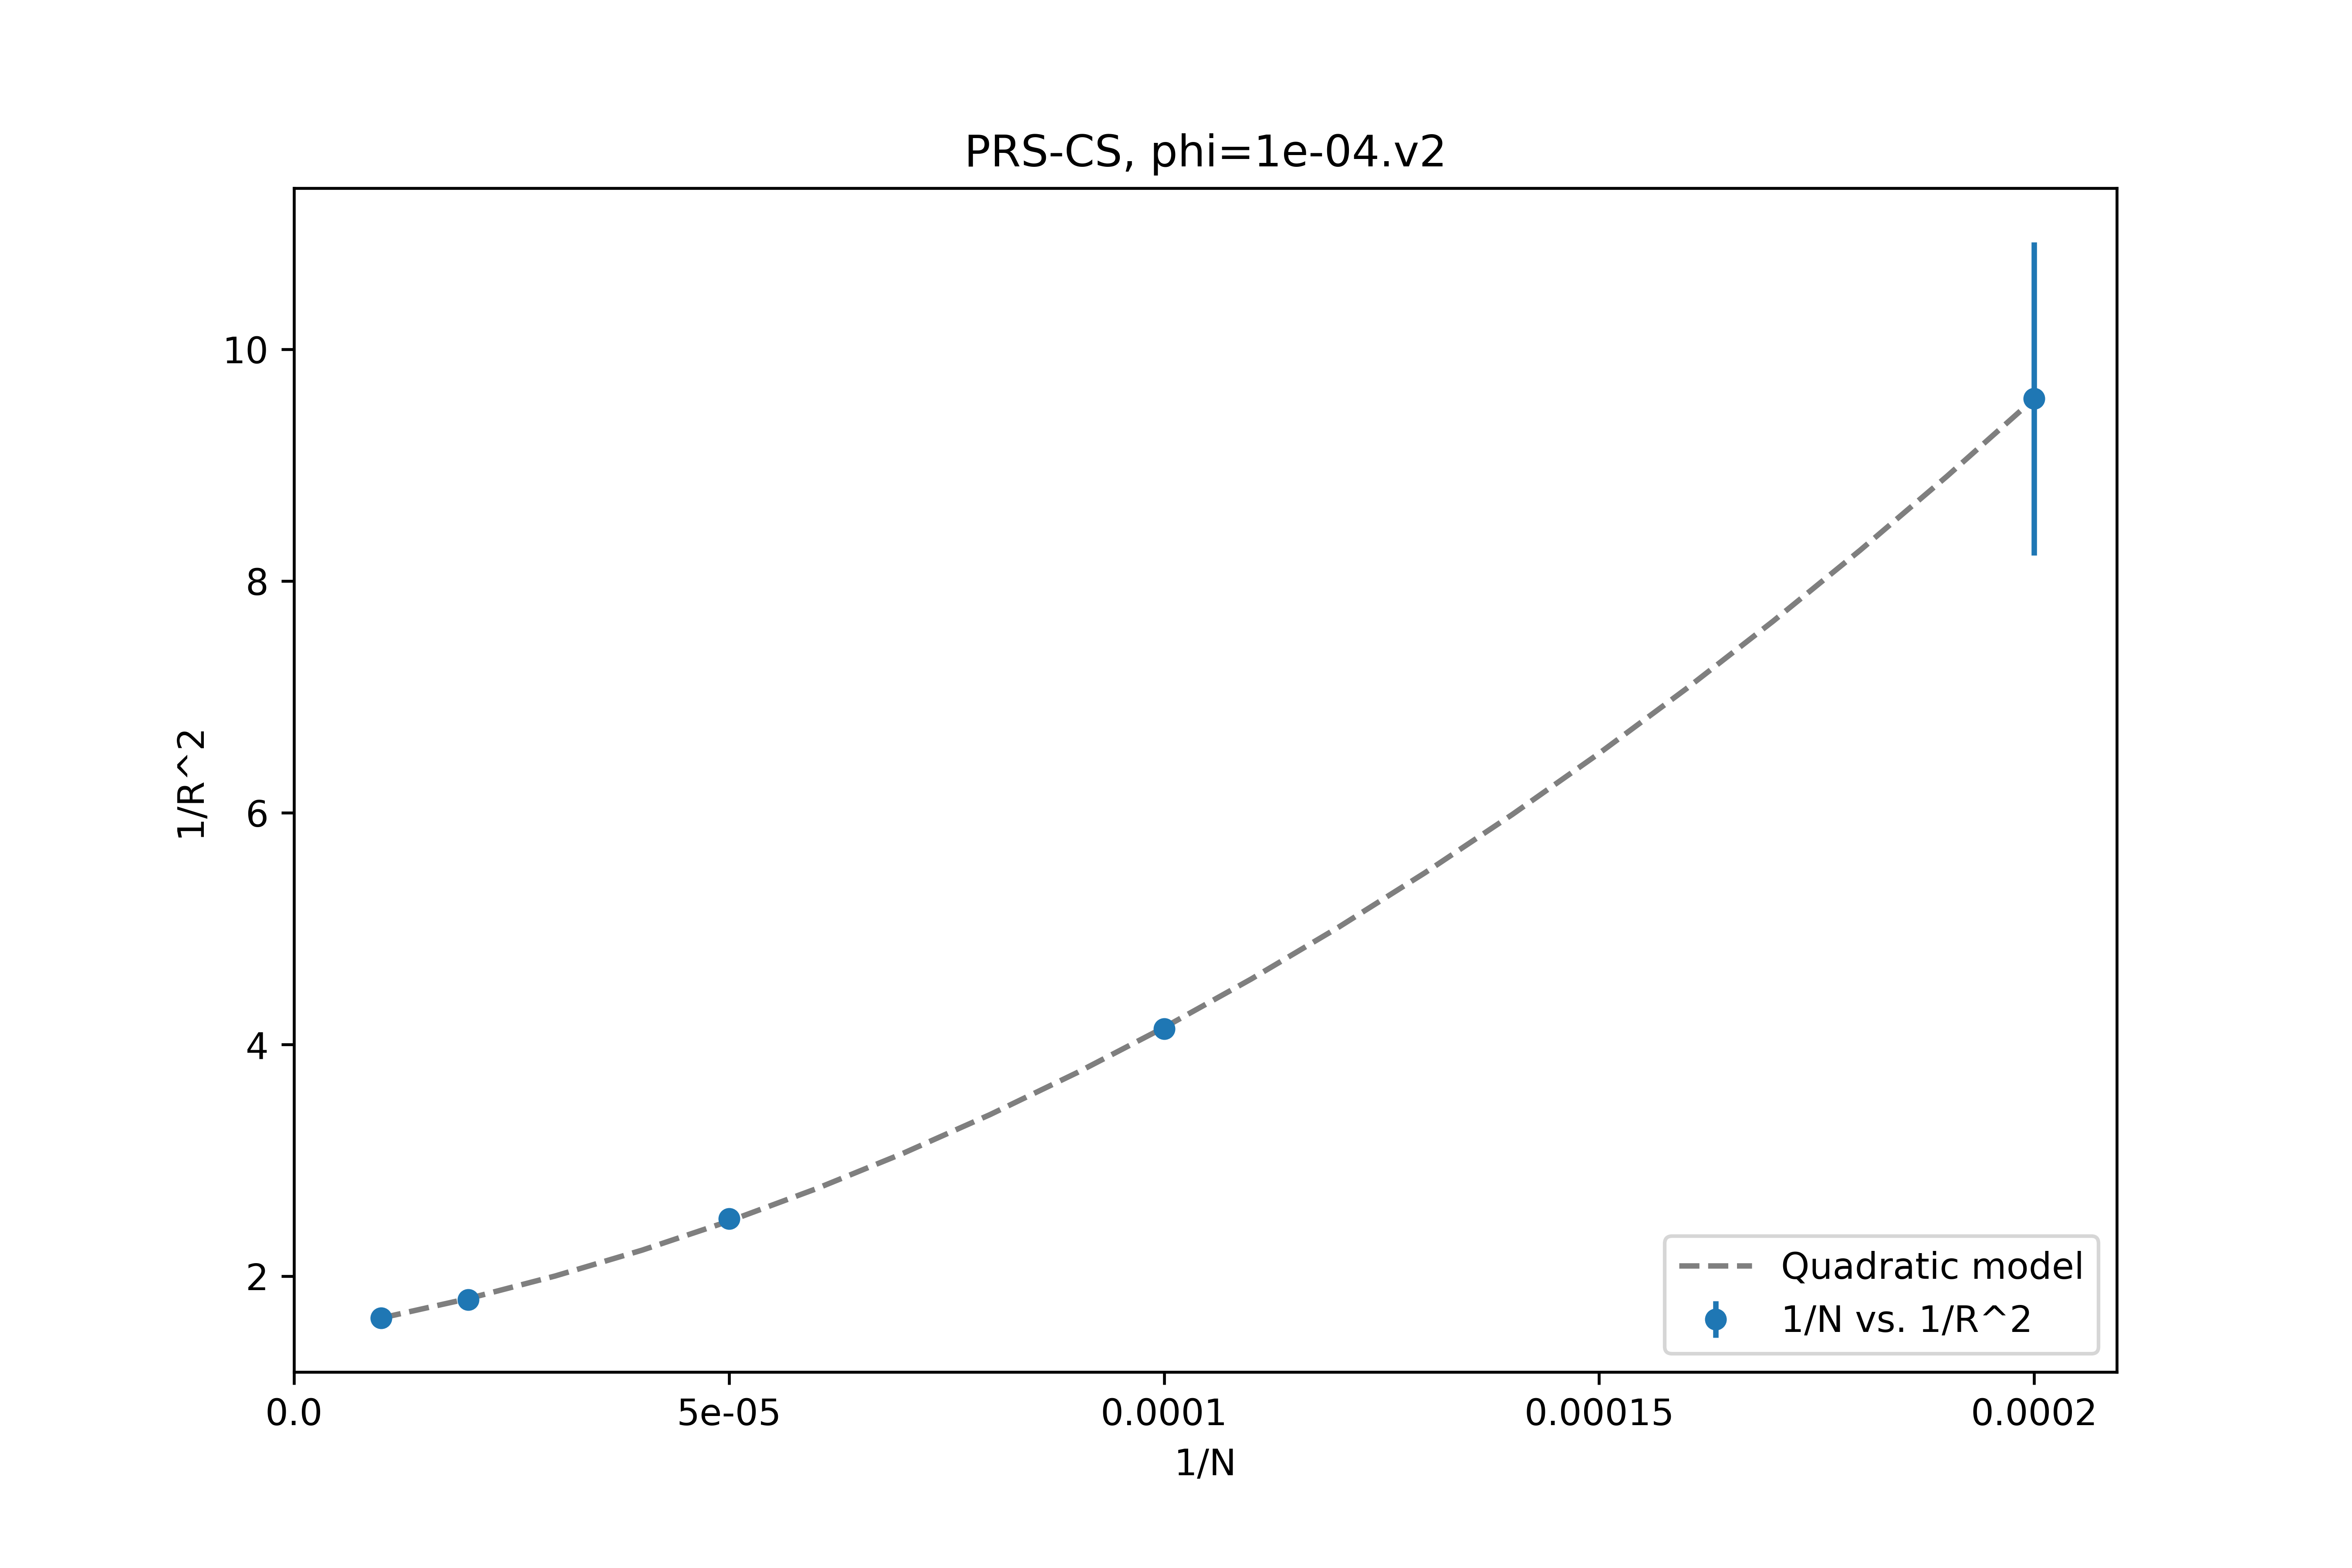 PRS-CS, phi=1e-04.v2
10
8
6
4
2
1/R^2
Quadratic model
1/N vs. 1/R^2
0.0 5e-05 0.0001 0.00015 0.0002
1/N